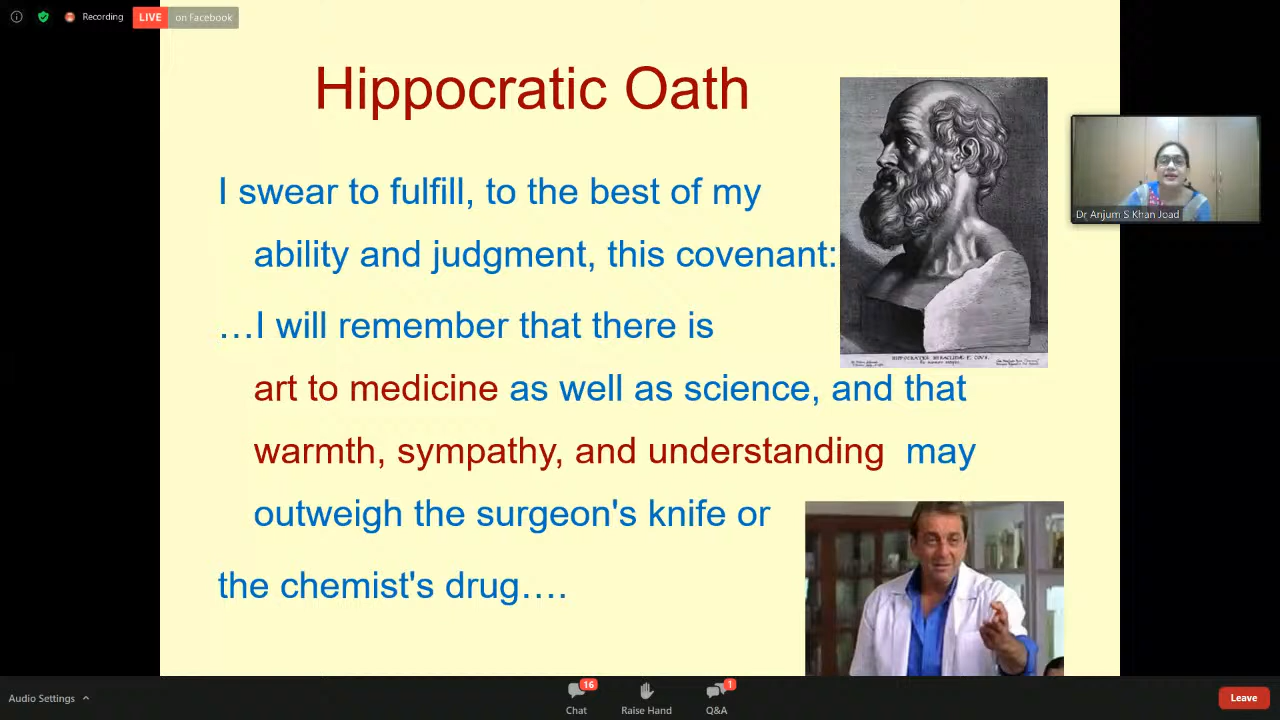 Recording
LIVE on Facebook
Hippocratic Oath
I swear to fulfill, to the best of my
ability and judgment, this covenant:
…I will remember that there is
art to medicine as well as science, and that
warmth, sympathy, and understanding may
outweigh the surgeon's knife or
the chemist's drug….
Dr Anjum S Khan Joad
Audio Settings
16
Chat
Raise Hand
1
Q&A
Leave